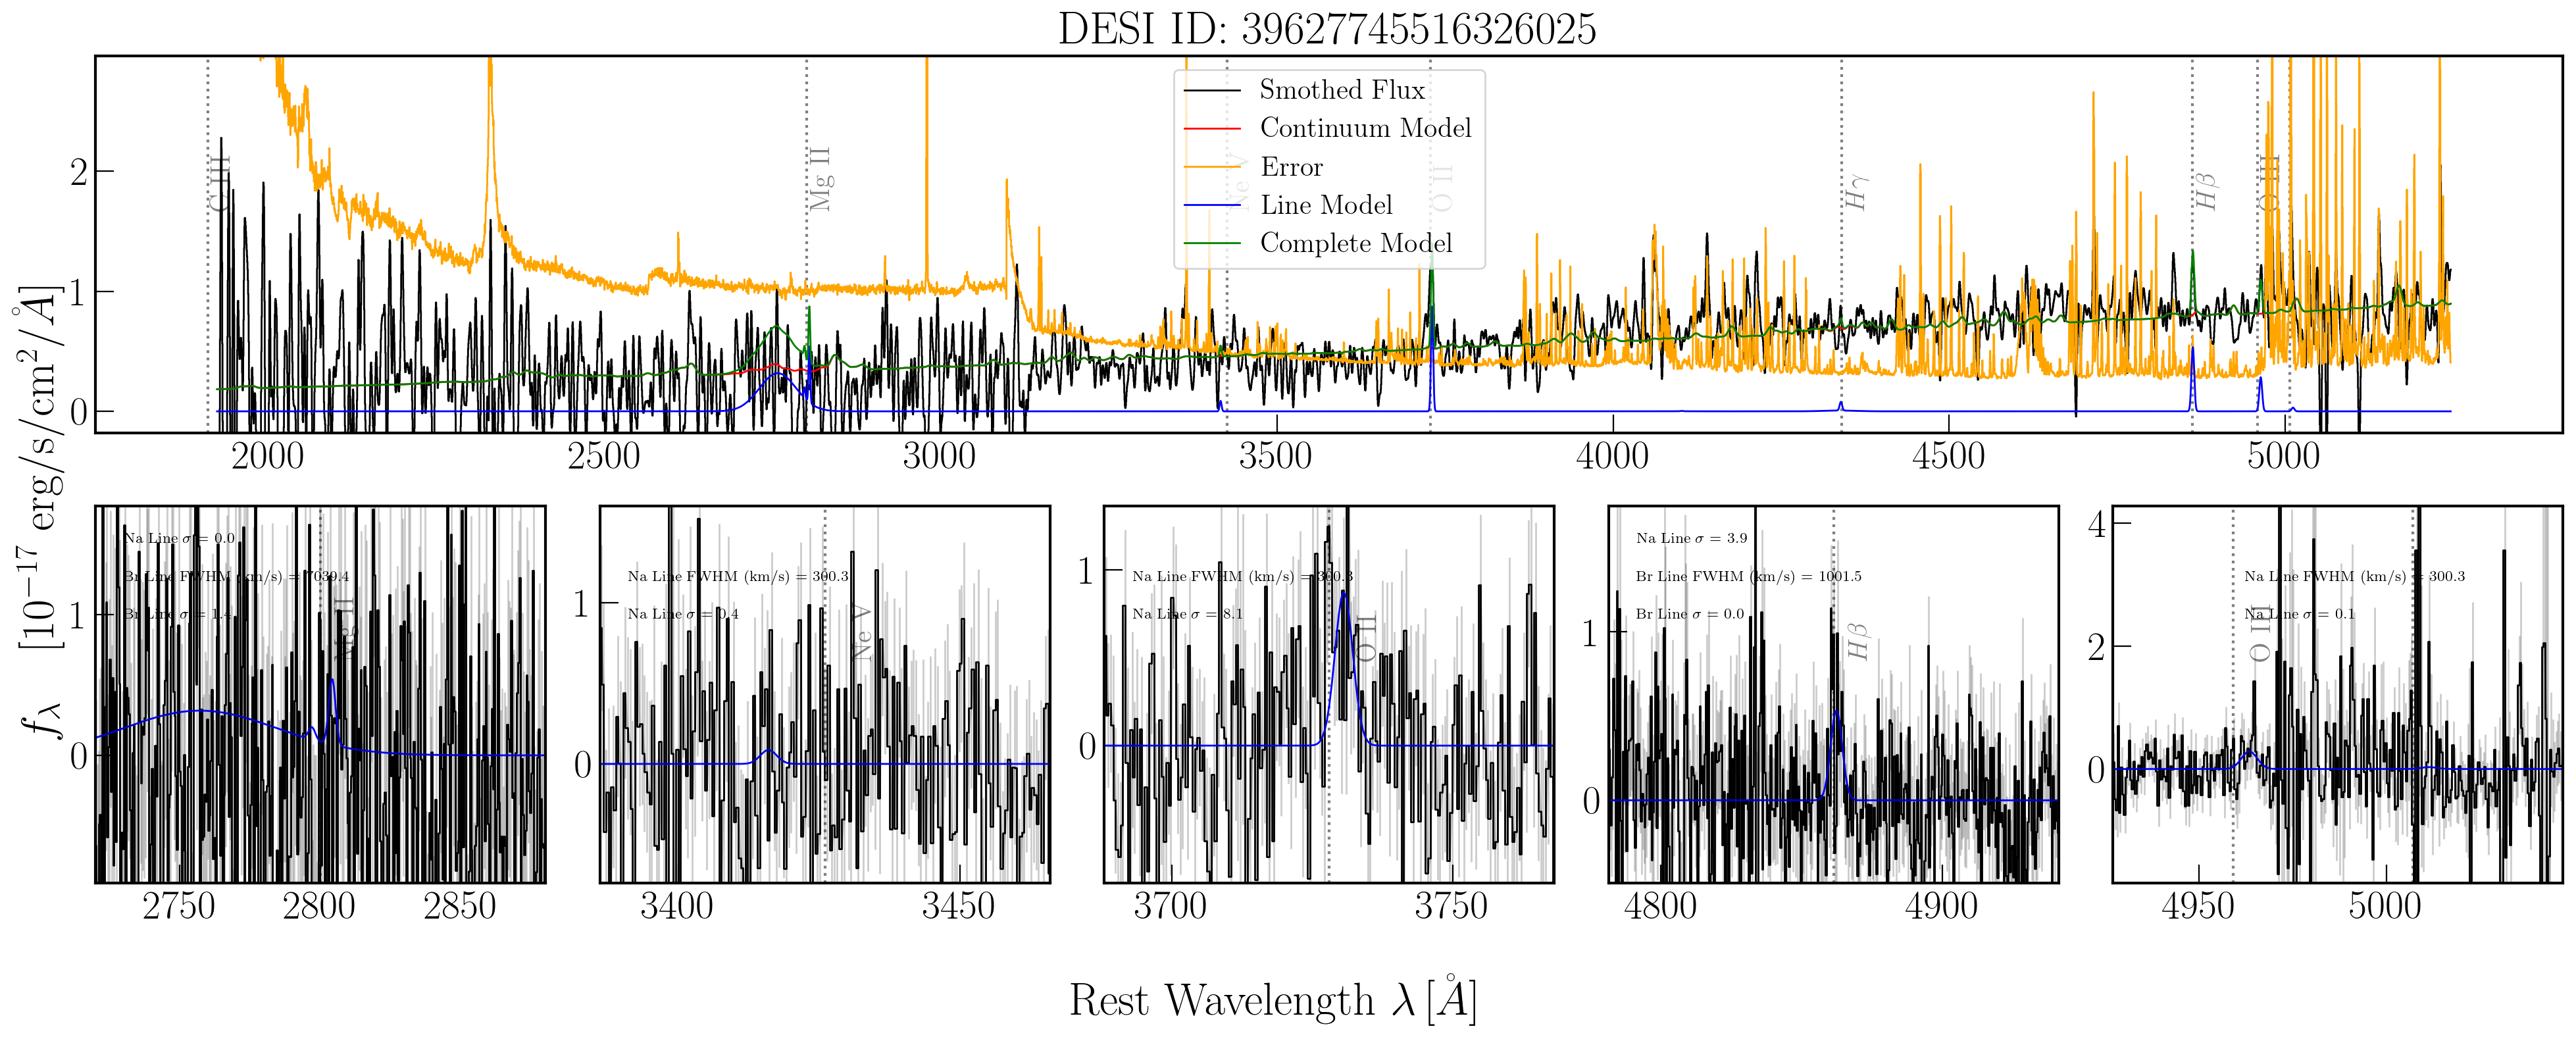 DESI ID: 39627745516326025
Smothed Flux
Continuum Model
Error
Line Model
Complete Model
C III
Mg II
Ne V
O II
Hγ
Hβ
O III
2
1
0
2000 2500 3000 3500 4000 4500 5000
fλ [10⁻¹⁷ erg/s/cm²/Å]
Na Line σ = 0.0
Br Line FWHM (km/s) = 7039.4
Br Line σ = 1.4
Mg II
1
0
2750 2800 2850
Na Line FWHM (km/s) = 300.3
Na Line σ = 0.4
Ne V
1
0
3400 3450
Na Line FWHM (km/s) = 300.3
Na Line σ = 8.1
O II
1
0
3700 3750
Na Line σ = 3.9
Br Line FWHM (km/s) = 1001.5
Br Line σ = 0.0
Hβ
1
0
4800 4900
Na Line FWHM (km/s) = 300.3
Na Line σ = 0.1
O III
4
2
0
4950 5000
Rest Wavelength λ [Å]